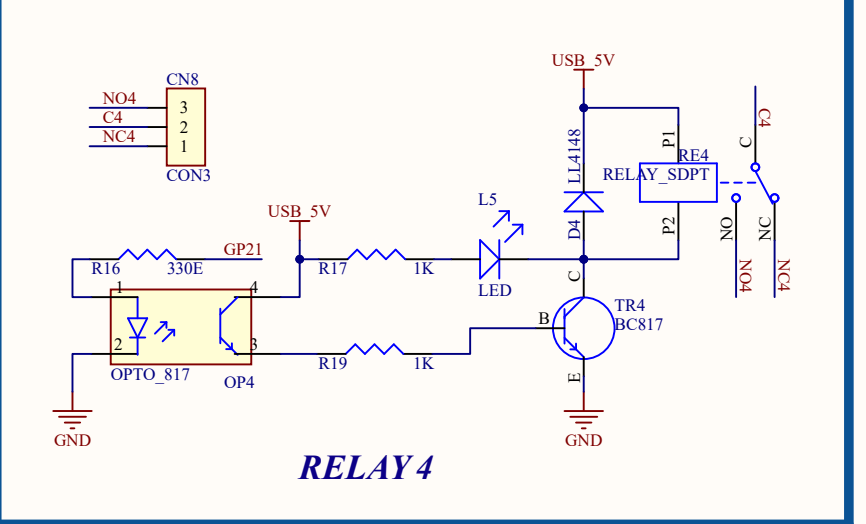 USB_5V
CN8
NO4
3
C4
2
NC4
1
CON3
C4
LL4148
P1
C
RE4
RELAY_SDPT
L5
USB_5V
D4
P2
NO
NC
GP21
R16
330E
R17
1K
LED
NO4
NC4
1
4
C
TR4
BC817
B
2
3
R19
1K
OPTO_817
OP4
E
GND
GND
RELAY 4